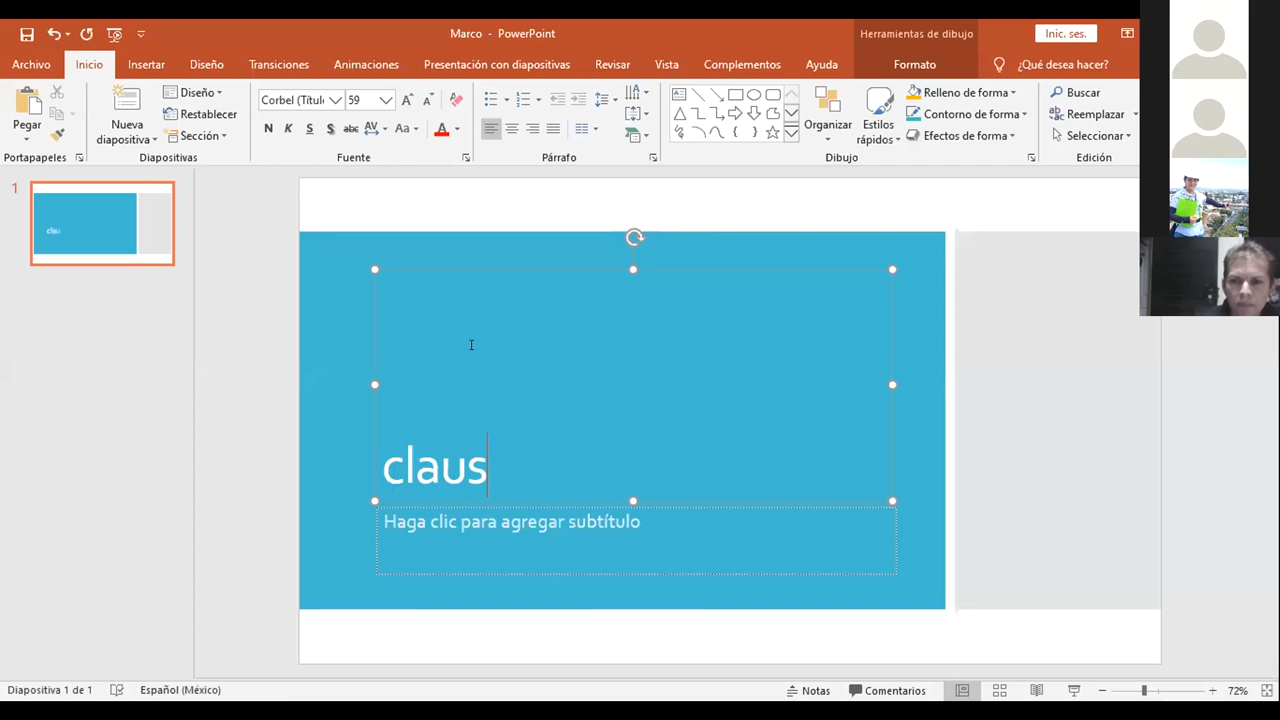 Marco - PowerPoint
Herramientas de dibujo
Inic. ses.
Archivo
Inicio
Insertar
Diseño
Transiciones
Animaciones
Presentación con diapositivas
Revisar
Vista
Complementos
Ayuda
Formato
¿Qué desea hacer?
Pegar
Nueva diapositiva
Diseño
Restablecer
Sección
Corbel (Títul
59
N K S S abc AV Aa A
Organizar
Estilos rápidos
Relleno de forma
Contorno de forma
Efectos de forma
Buscar
Reemplazar
Seleccionar
Portapapeles
Diapositivas
Fuente
Párrafo
Dibujo
Edición
1
clau
claus
Haga clic para agregar subtítulo
Diapositiva 1 de 1
Español (México)
Notas
Comentarios
72%